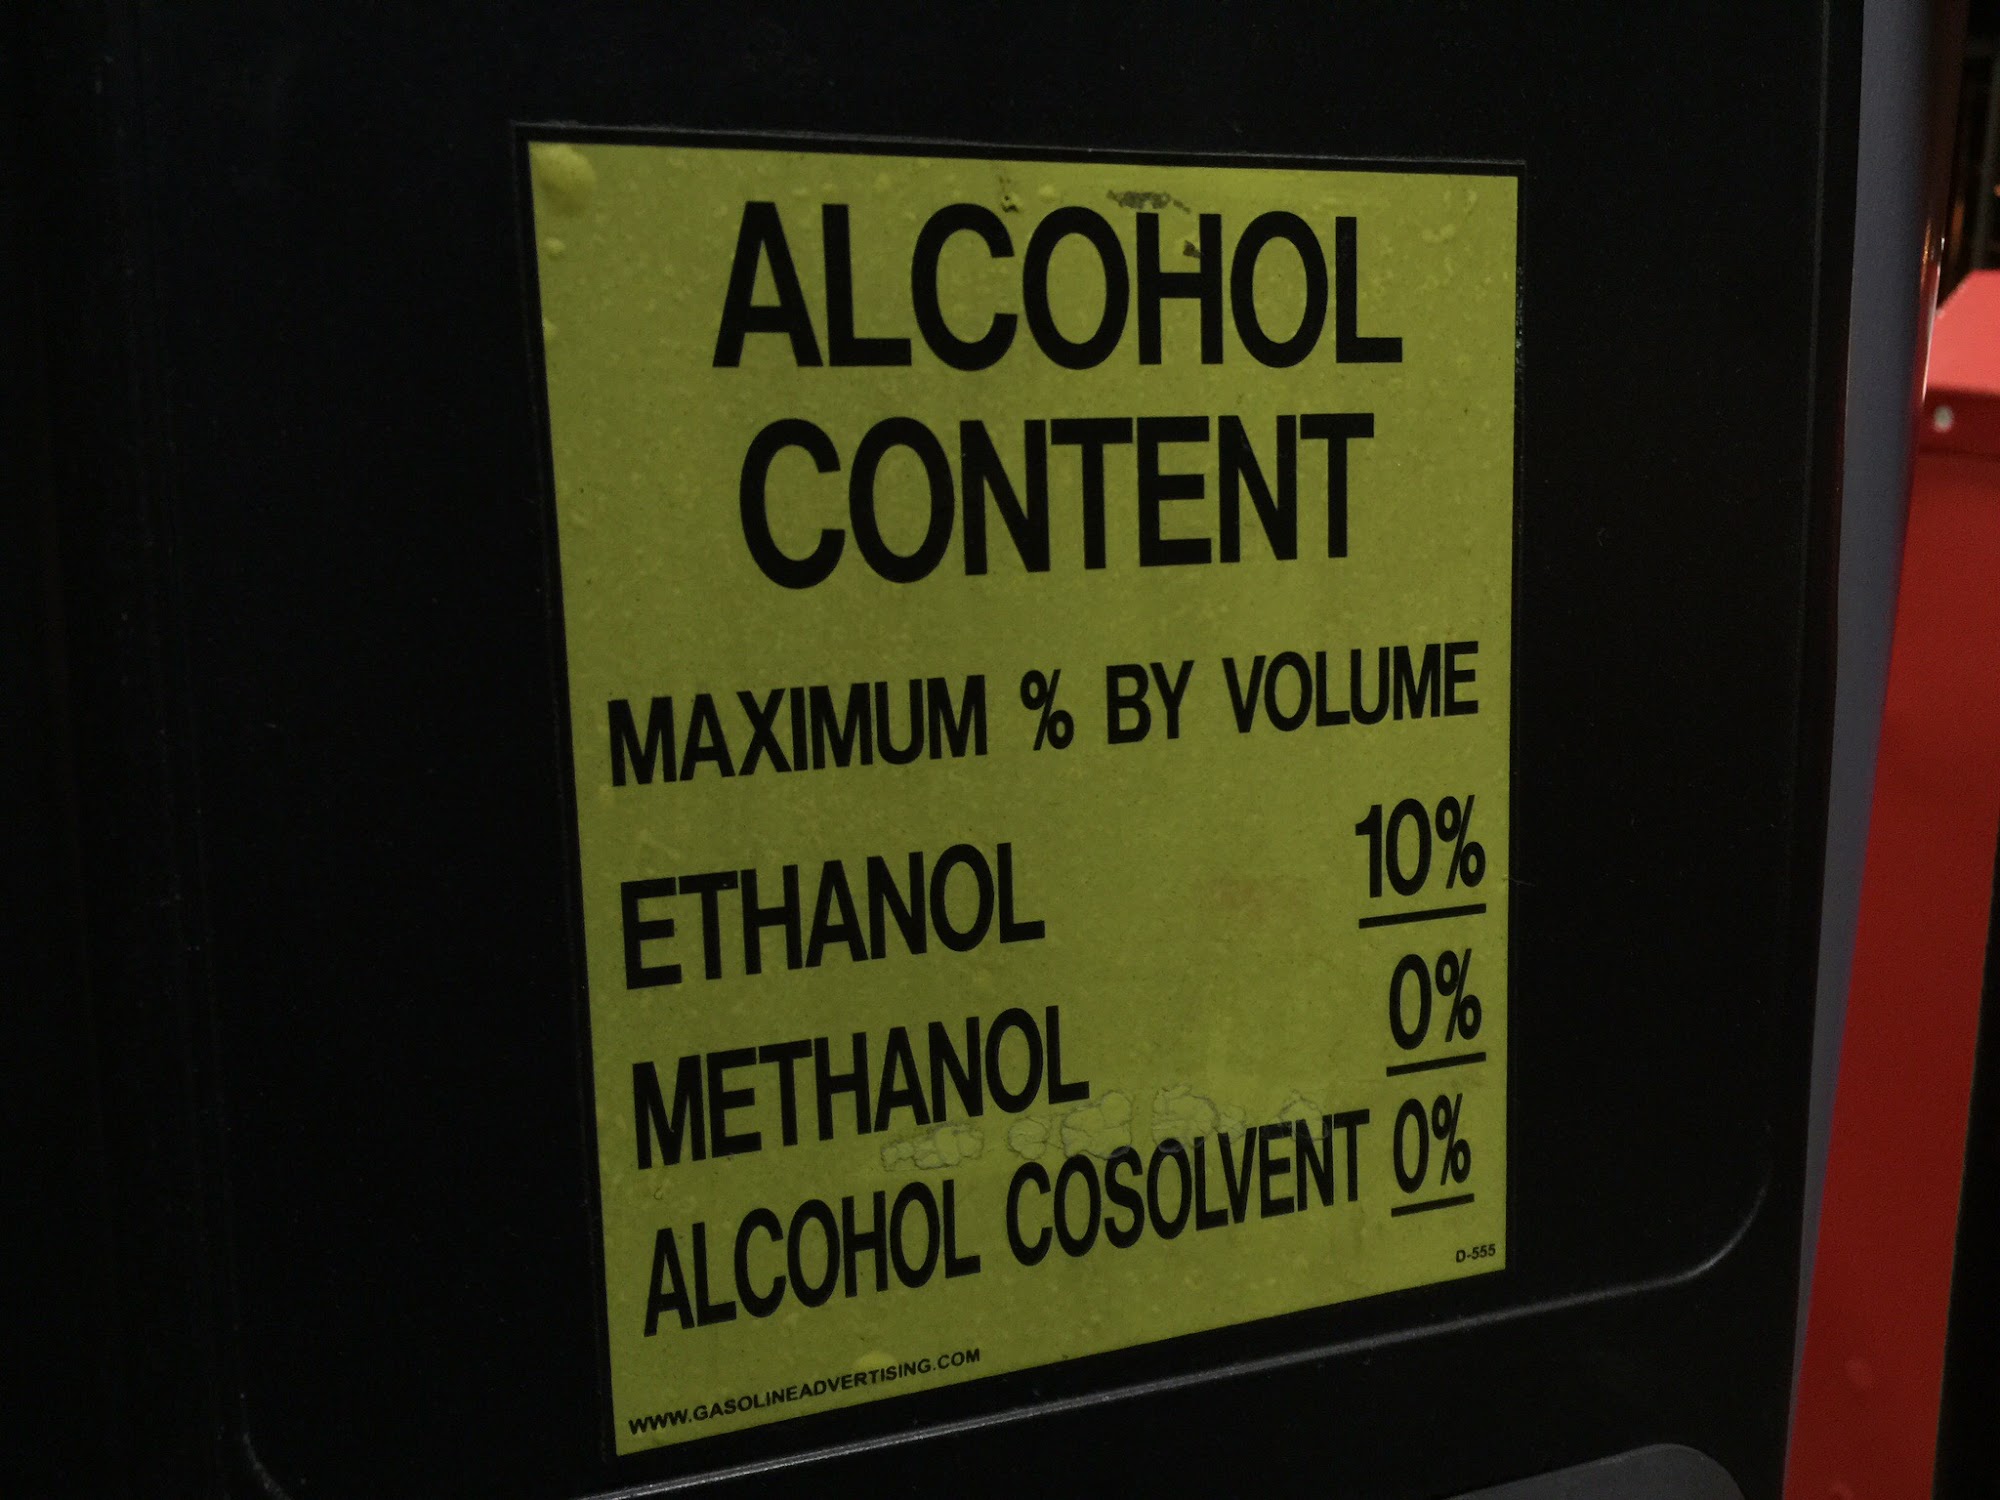 ALCOHOL
CONTENT
MAXIMUM % BY VOLUME
ETHANOL 10%
METHANOL 0%
ALCOHOL COSOLVENT 0%
D-555
WWW.GASOLINEADVERTISING.COM